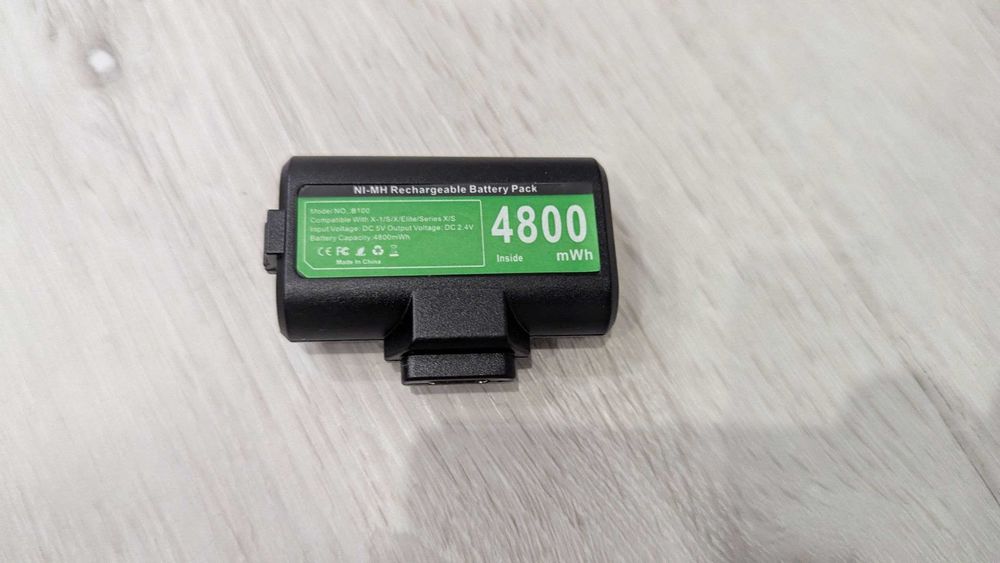 NI-MH Rechargeable Battery Pack
Model NO.:B100
Compatible With X-1/S/X/Elite/Series X/S
Input Voltage: DC 5V Output Voltage: DC 2.4V
Battery Capacity:4800mWh
CE FC
Made In China
4800
Inside mWh